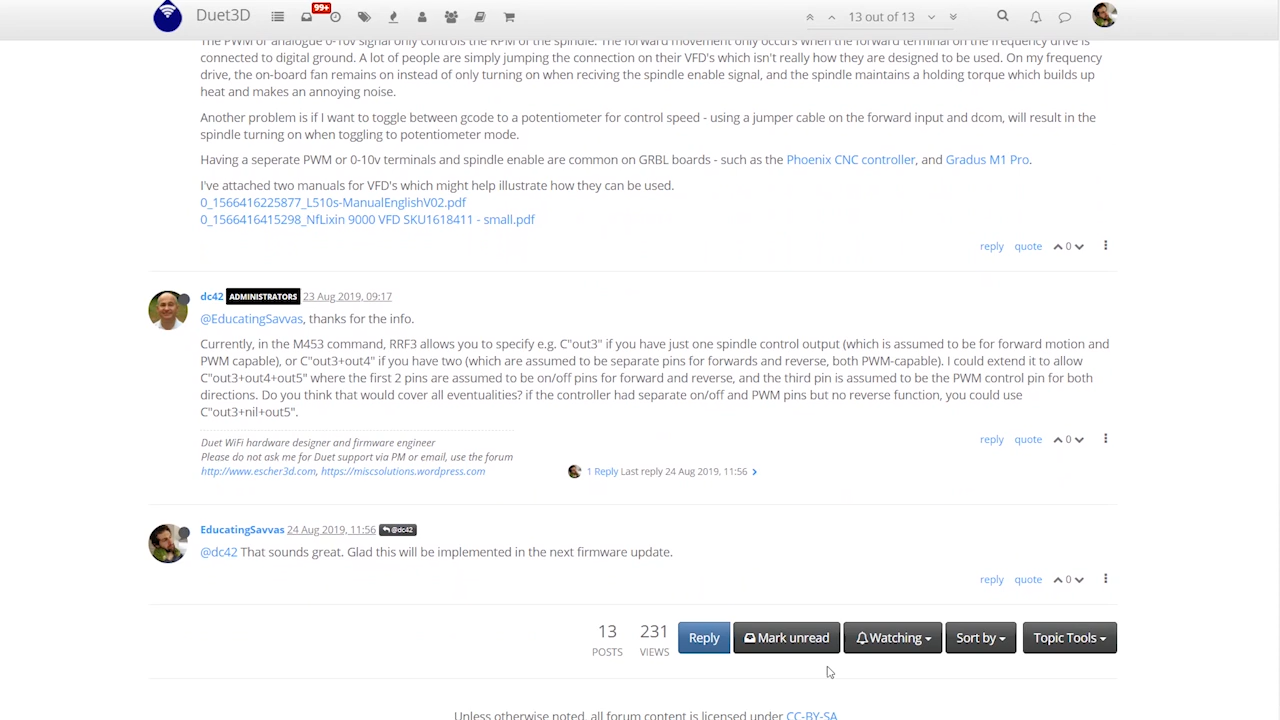 Duet3D 99+ 13 out of 13
The PWM or analogue 0-10v signal only controls the RPM of the spindle. The forward movement only occurs when the forward terminal on the frequency drive is
connected to digital ground. A lot of people are simply jumping the connection on their VFD's which isn't really how they are designed to be used. On my frequency
drive, the on-board fan remains on instead of only turning on when reciving the spindle enable signal, and the spindle maintains a holding torque which builds up
heat and makes an annoying noise.
Another problem is if I want to toggle between gcode to a potentiometer for control speed - using a jumper cable on the forward input and dcom, will result in the
spindle turning on when toggling to potentiometer mode.
Having a seperate PWM or 0-10v terminals and spindle enable are common on GRBL boards - such as the Phoenix CNC controller, and Gradus M1 Pro.
I've attached two manuals for VFD's which might help illustrate how they can be used.
0_1566416225877_L510s-ManualEnglishV02.pdf
0_1566416415298_NfLixin 9000 VFD SKU1618411 - small.pdf
reply quote 0
dc42 ADMINISTRATORS 23 Aug 2019, 09:17
@EducatingSavvas, thanks for the info.
Currently, in the M453 command, RRF3 allows you to specify e.g. C"out3" if you have just one spindle control output (which is assumed to be for forward motion and
PWM capable), or C"out3+out4" if you have two (which are assumed to be separate pins for forwards and reverse, both PWM-capable). I could extend it to allow
C"out3+out4+out5" where the first 2 pins are assumed to be on/off pins for forward and reverse, and the third pin is assumed to be the PWM control pin for both
directions. Do you think that would cover all eventualities? if the controller had separate on/off and PWM pins but no reverse function, you could use
C"out3+nil+out5".
Duet WiFi hardware designer and firmware engineer
Please do not ask me for Duet support via PM or email, use the forum
http://www.escher3d.com, https://miscsolutions.wordpress.com
reply quote 0
1 Reply Last reply 24 Aug 2019, 11:56
EducatingSavvas 24 Aug 2019, 11:56 @dc42
@dc42 That sounds great. Glad this will be implemented in the next firmware update.
reply quote 0
13 POSTS 231 VIEWS Reply Mark unread Watching Sort by Topic Tools
Unless otherwise noted, all forum content is licensed under CC-BY-SA